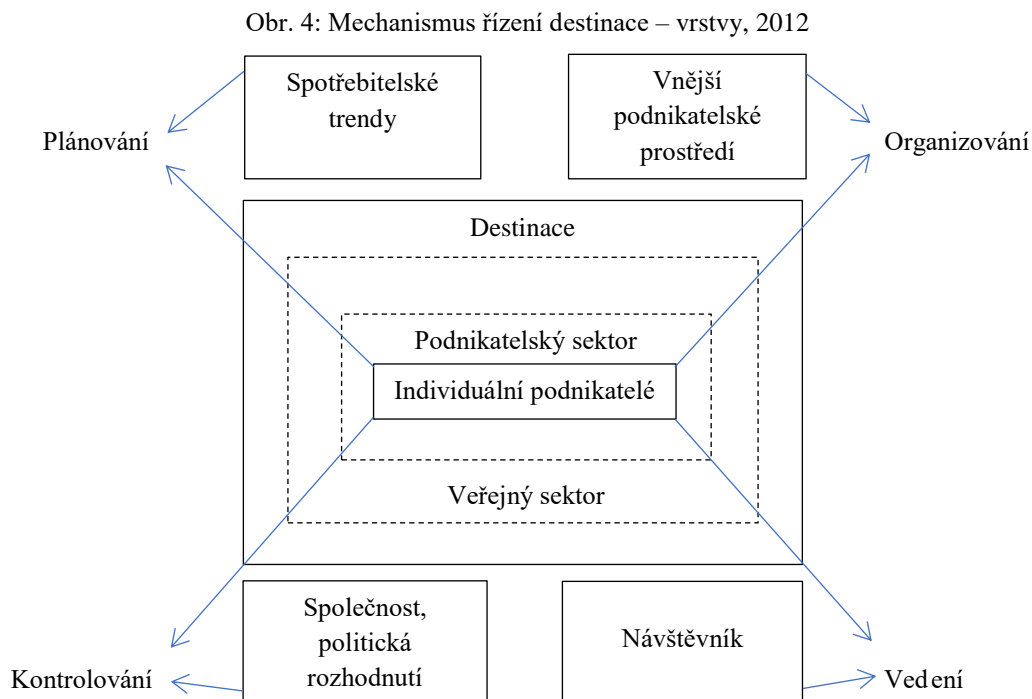 Obr. 4: Mechanismus řízení destinace – vrstvy, 2012
Spotřebitelské
trendy
Vnější
podnikatelské
prostředí
Plánování
Organizování
Destinace
Podnikatelský sektor
Individuální podnikatelé
Veřejný sektor
Společnost,
politická
rozhodnutí
Návštěvník
Kontrolování
Vedení